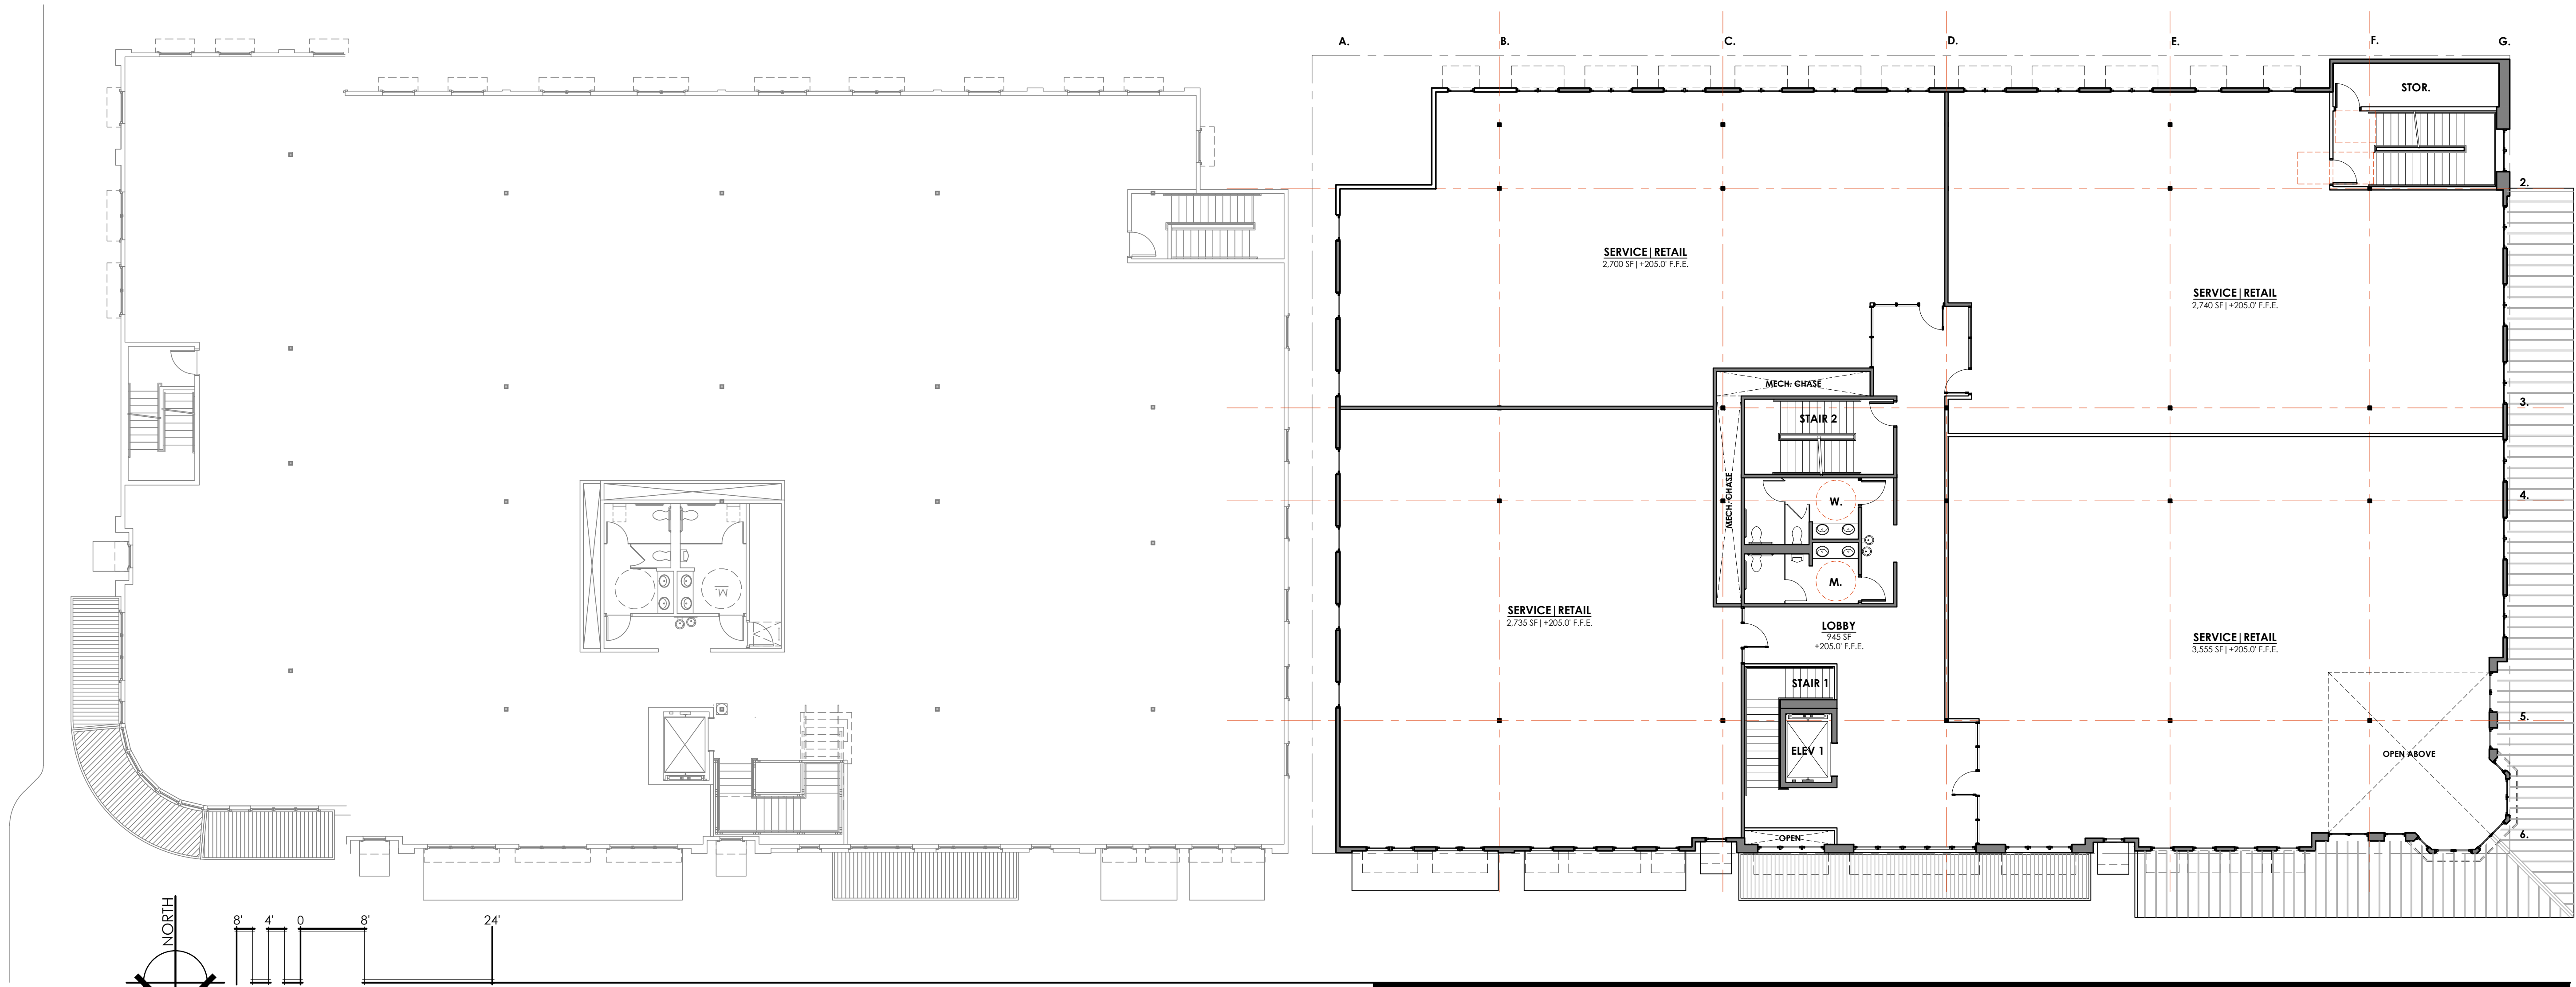 A. B. C. D. E. F. G.
STOR.
2.
SERVICE|RETAIL
2,700 SF | +205.0' F.F.E.
SERVICE|RETAIL
2,740 SF | +205.0' F.F.E.
MECH. CHASE
3.
STAIR 2
MECH. CHASE
W.
4.
M.
M.
SERVICE|RETAIL
2,735 SF | +205.0' F.F.E.
LOBBY
945 SF
+205.0' F.F.E.
SERVICE|RETAIL
3,555 SF | +205.0' F.F.E.
STAIR 1
5.
ELEV 1
OPEN ABOVE
OPEN
6.
NORTH
8' 4' 0 8' 24'